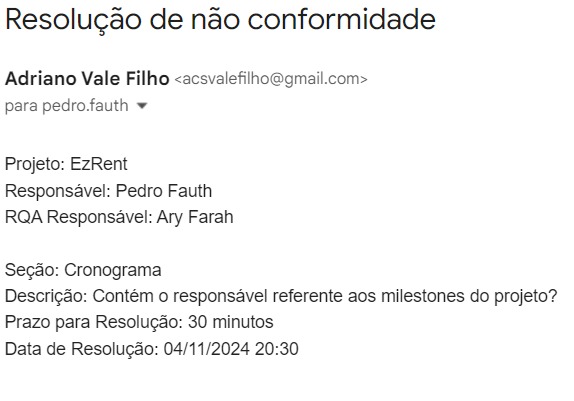 Resolução de não conformidade
Adriano Vale Filho <acsvalefilho@gmail.com>
para pedro.fauth
Projeto: EzRent
Responsável: Pedro Fauth
RQA Responsável: Ary Farah
Seção: Cronograma
Descrição: Contém o responsável referente aos milestones do projeto?
Prazo para Resolução: 30 minutos
Data de Resolução: 04/11/2024 20:30